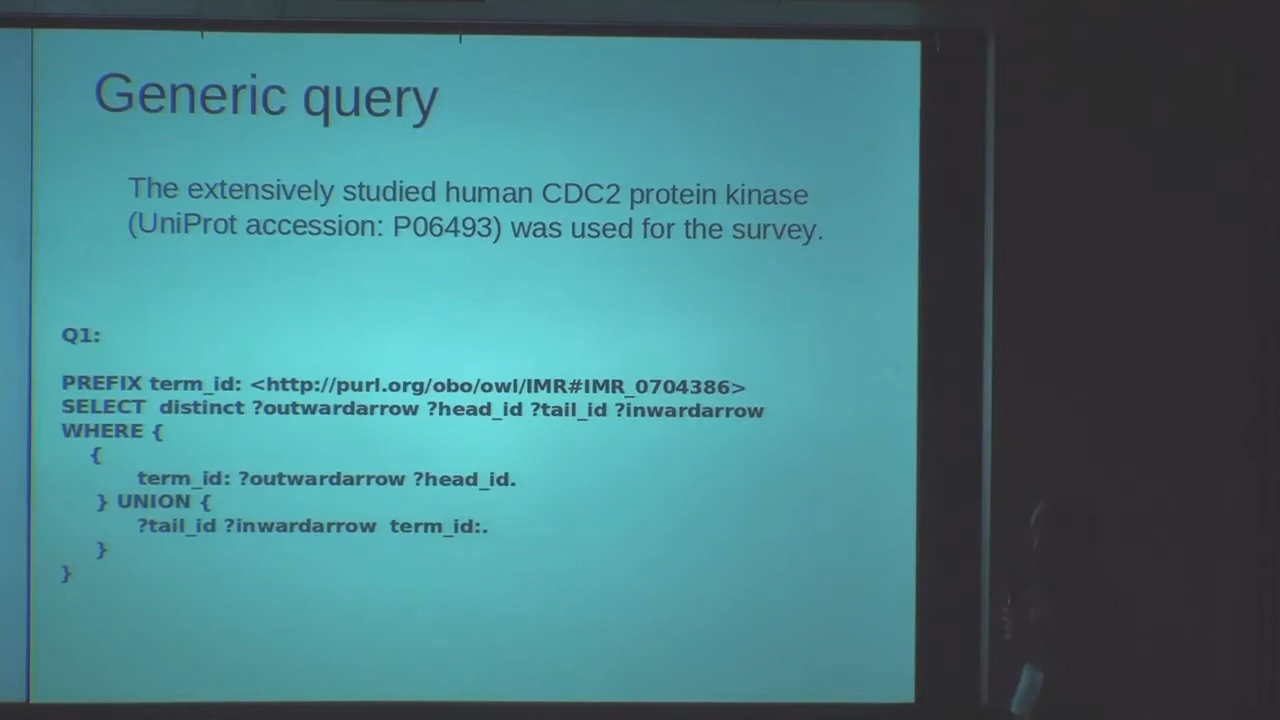 Generic query
The extensively studied human CDC2 protein kinase
(UniProt accession: P06493) was used for the survey.
Q1:
PREFIX term_id: <http://purl.org/obo/owl/IMR#IMR_0704386>
SELECT  distinct ?outwardarrow ?head_id ?tail_id ?inwardarrow
WHERE {
{
term_id: ?outwardarrow ?head_id.
} UNION {
?tail_id ?inwardarrow  term_id:.
}
}